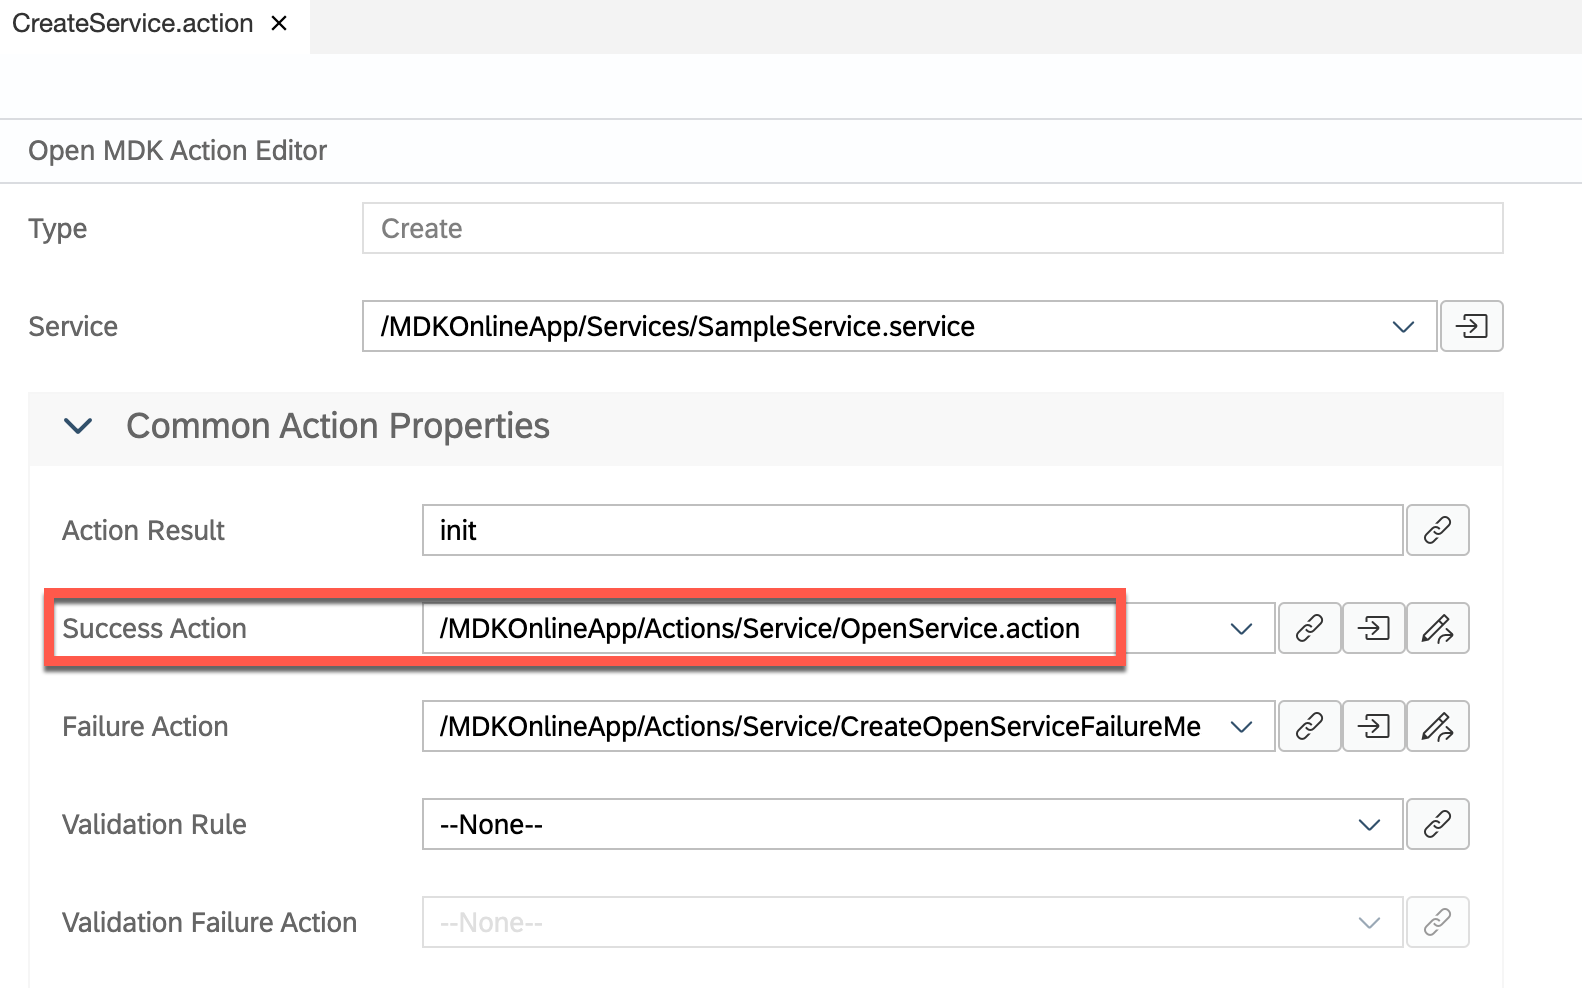 CreateService.action ×
Open MDK Action Editor
Type Create
Service /MDKOnlineApp/Services/SampleService.service
Common Action Properties
Action Result init
Success Action /MDKOnlineApp/Actions/Service/OpenService.action
Failure Action /MDKOnlineApp/Actions/Service/CreateOpenServiceFailureMe
Validation Rule --None--
Validation Failure Action --None--